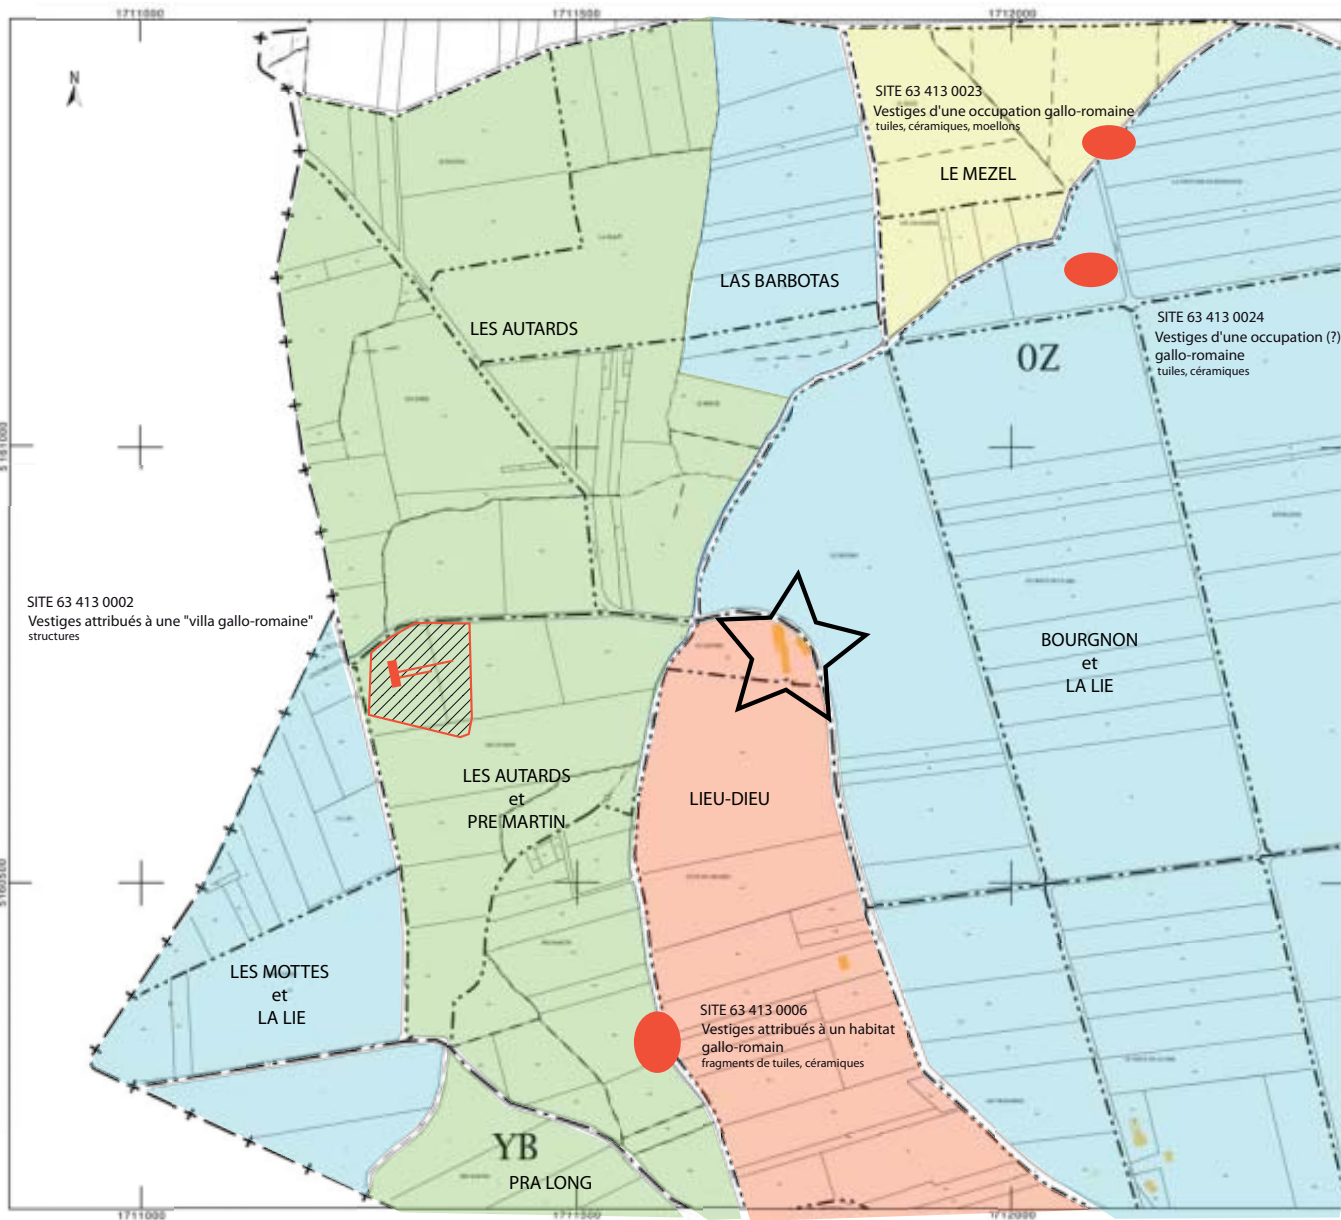 1711000
1711500
1712000
N
SITE 63 413 0023
Vestiges d'une occupation gallo-romaine
tuiles, céramiques, moellons
LE MEZEL
LAS BARBOTAS
LES AUTARDS
SITE 63 413 0024
Vestiges d'une occupation (?)
gallo-romaine
tuiles, céramiques
OZ
5161000
SITE 63 413 0002
Vestiges attribués à une "villa gallo-romaine"
structures
BOURGNON
et
LA LIE
LES AUTARDS
et
PRE MARTIN
LIEU-DIEU
5160500
LES MOTTES
et
LA LIE
SITE 63 413 0006
Vestiges attribués à un habitat
gallo-romain
fragments de tuiles, céramiques
YB
PRA LONG
1711000
1711500
1712000